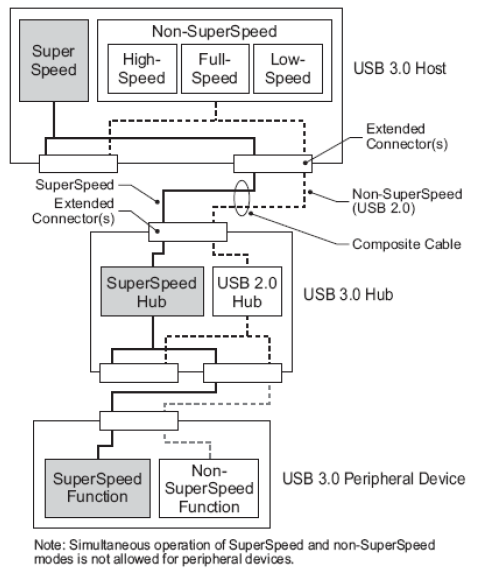 Super
Speed
Non-SuperSpeed
High-
Speed
Full-
Speed
Low-
Speed
USB 3.0 Host
Extended
Connector(s)
SuperSpeed
Extended
Connector(s)
Non-SuperSpeed
(USB 2.0)
Composite Cable
SuperSpeed
Hub
USB 2.0
Hub
USB 3.0 Hub
SuperSpeed
Function
Non-
SuperSpeed
Function
USB 3.0 Peripheral Device
Note: Simultaneous operation of SuperSpeed and non-SuperSpeed
modes is not allowed for peripheral devices.